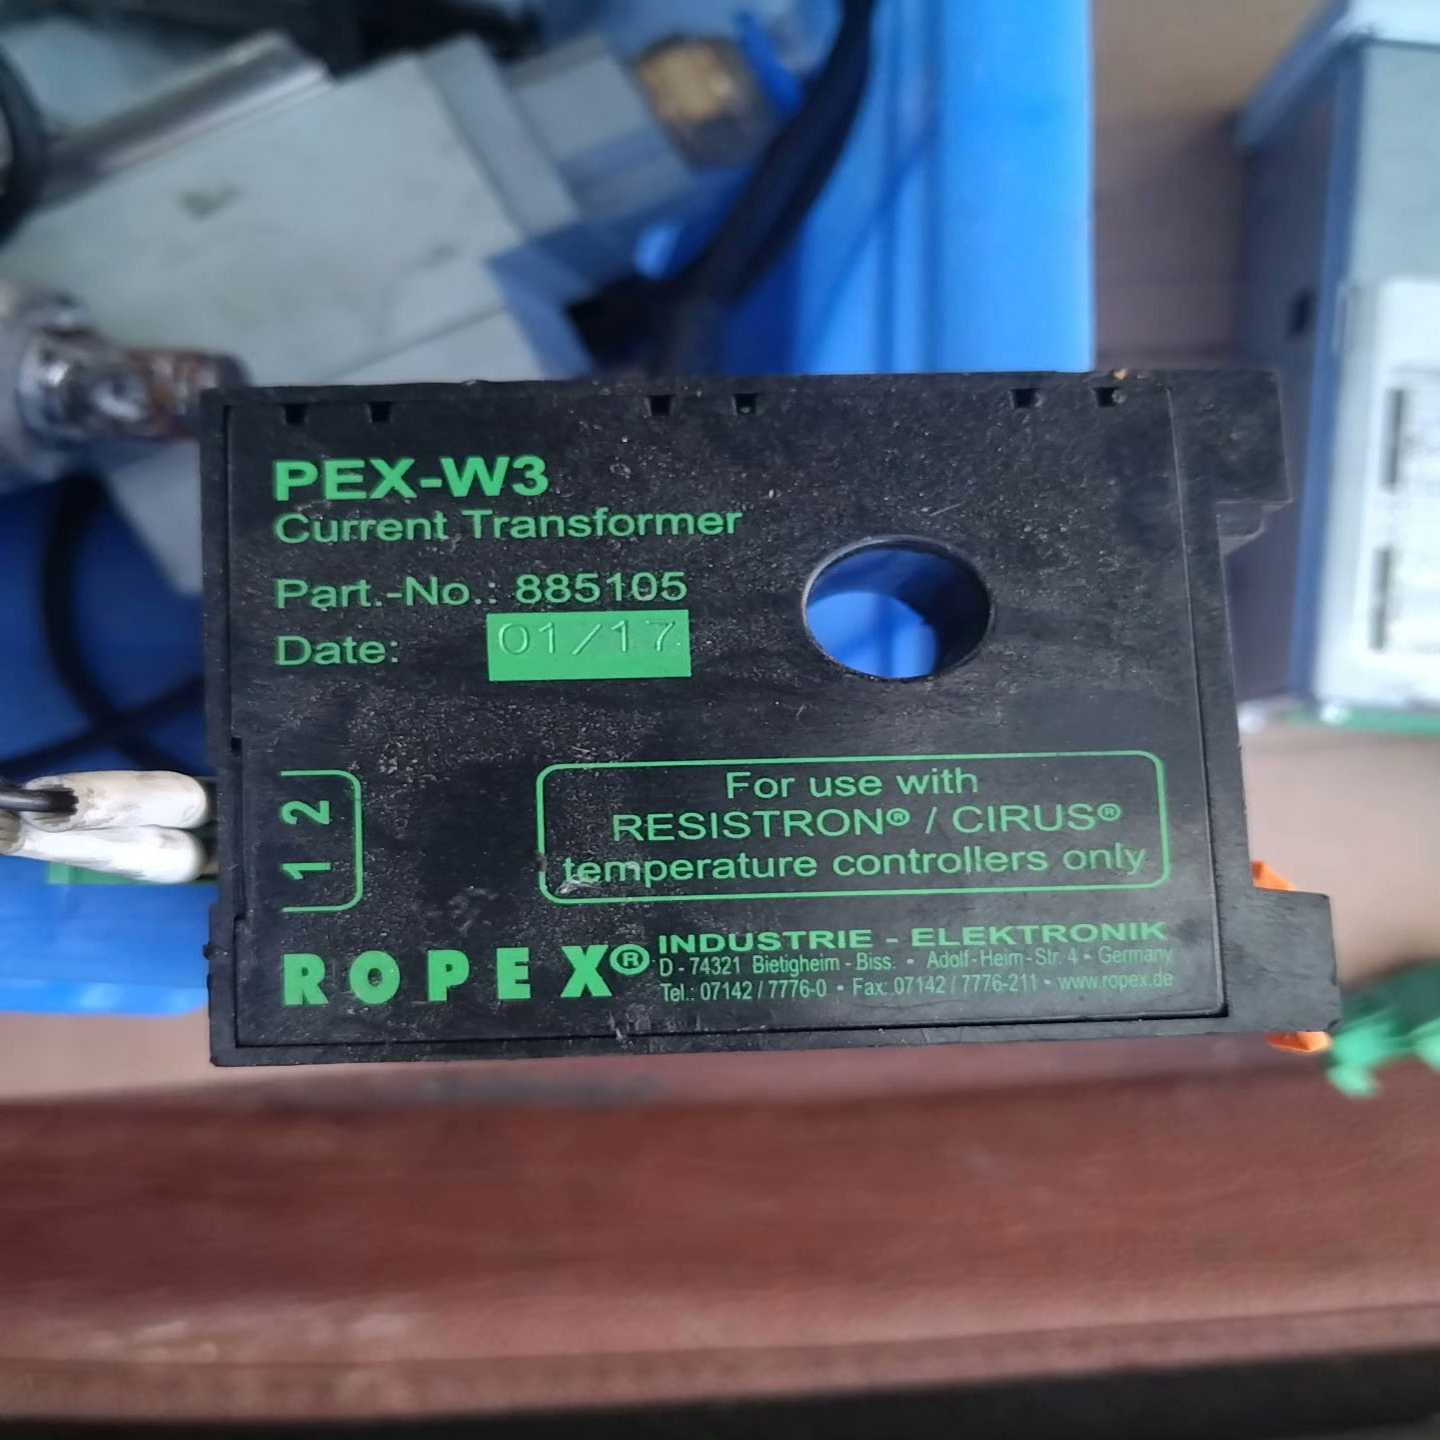 PEX-W3
Current Transformer
Part.-No.: 885105
Date: 01/17
1 2
For use with
RESISTRON® / CIRUS®
temperature controllers only
ROPEX®
INDUSTRIE - ELEKTRONIK
D - 74321 Bietigheim - Biss. • Adolf - Heim - Str. 4 • Germany
Tel.: 07142 / 7776-0 • Fax: 07142 / 7776-211 • www.ropex.de